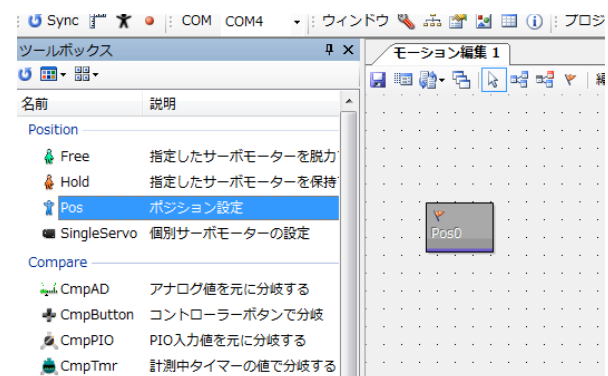 Sync COM COM4 ウィンドウ プロジ
ツールボックス
モーション編集 1
名前 説明
Position
Free 指定したサーボモーターを脱力
Hold 指定したサーボモーターを保持
Pos ポジション設定
SingleServo 個別サーボモーターの設定
Compare
CmpAD アナログ値を元に分岐する
CmpButton コントローラーボタンで分岐
CmpPIO PIO入力値を元に分岐する
CmpTmr 計測中タイマーの値で分岐する
Pos0